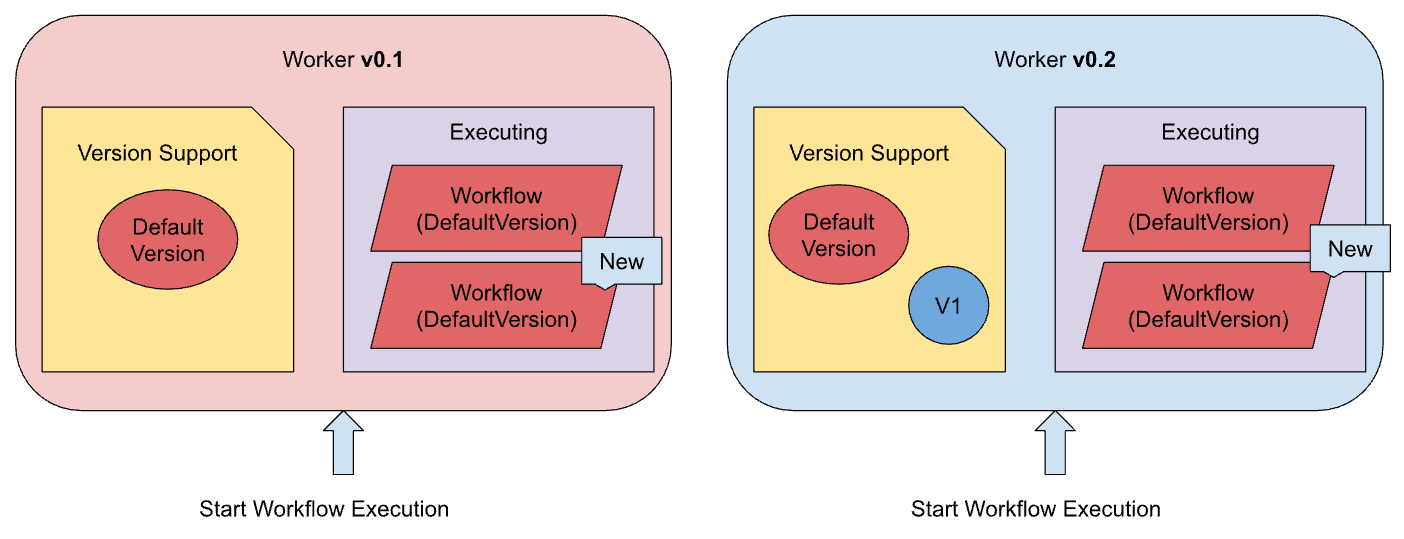 Worker v0.1
Version Support
Default
Version
Executing
Workflow
(DefaultVersion)
New
Workflow
(DefaultVersion)
Start Workflow Execution
Worker v0.2
Version Support
Default
Version
V1
Executing
Workflow
(DefaultVersion)
New
Workflow
(DefaultVersion)
Start Workflow Execution